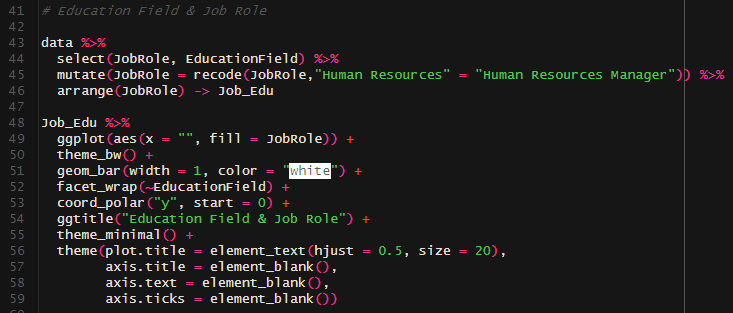 41 # Education Field & Job Role
42
43 data %>%
44   select(JobRole, EducationField) %>%
45   mutate(JobRole = recode(JobRole,"Human Resources" = "Human Resources Manager")) %>%
46   arrange(JobRole) -> Job_Edu
47
48 Job_Edu %>%
49   ggplot(aes(x = "", fill = JobRole)) +
50   theme_bw() +
51   geom_bar(width = 1, color = "white") +
52   facet_wrap(~EducationField) +
53   coord_polar("y", start = 0) +
54   ggtitle("Education Field & Job Role") +
55   theme_minimal() +
56   theme(plot.title = element_text(hjust = 0.5, size = 20),
57         axis.title = element_blank(),
58         axis.text = element_blank(),
59         axis.ticks = element_blank())